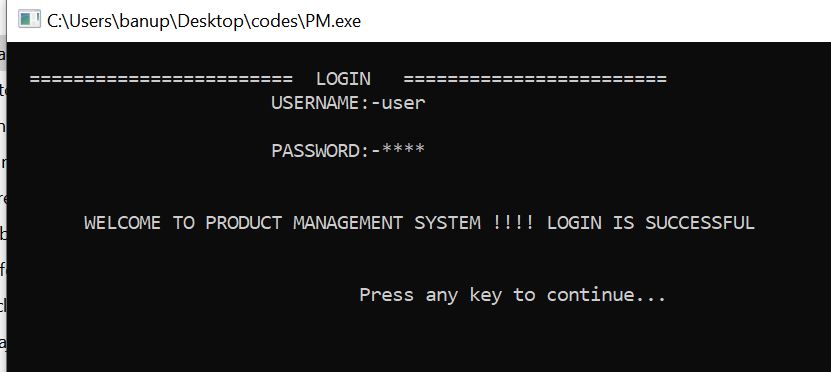 C:\Users\banup\Desktop\codes\PM.exe
======================== LOGIN ========================
USERNAME:-user
PASSWORD:-****
WELCOME TO PRODUCT MANAGEMENT SYSTEM !!!! LOGIN IS SUCCESSFUL
Press any key to continue...